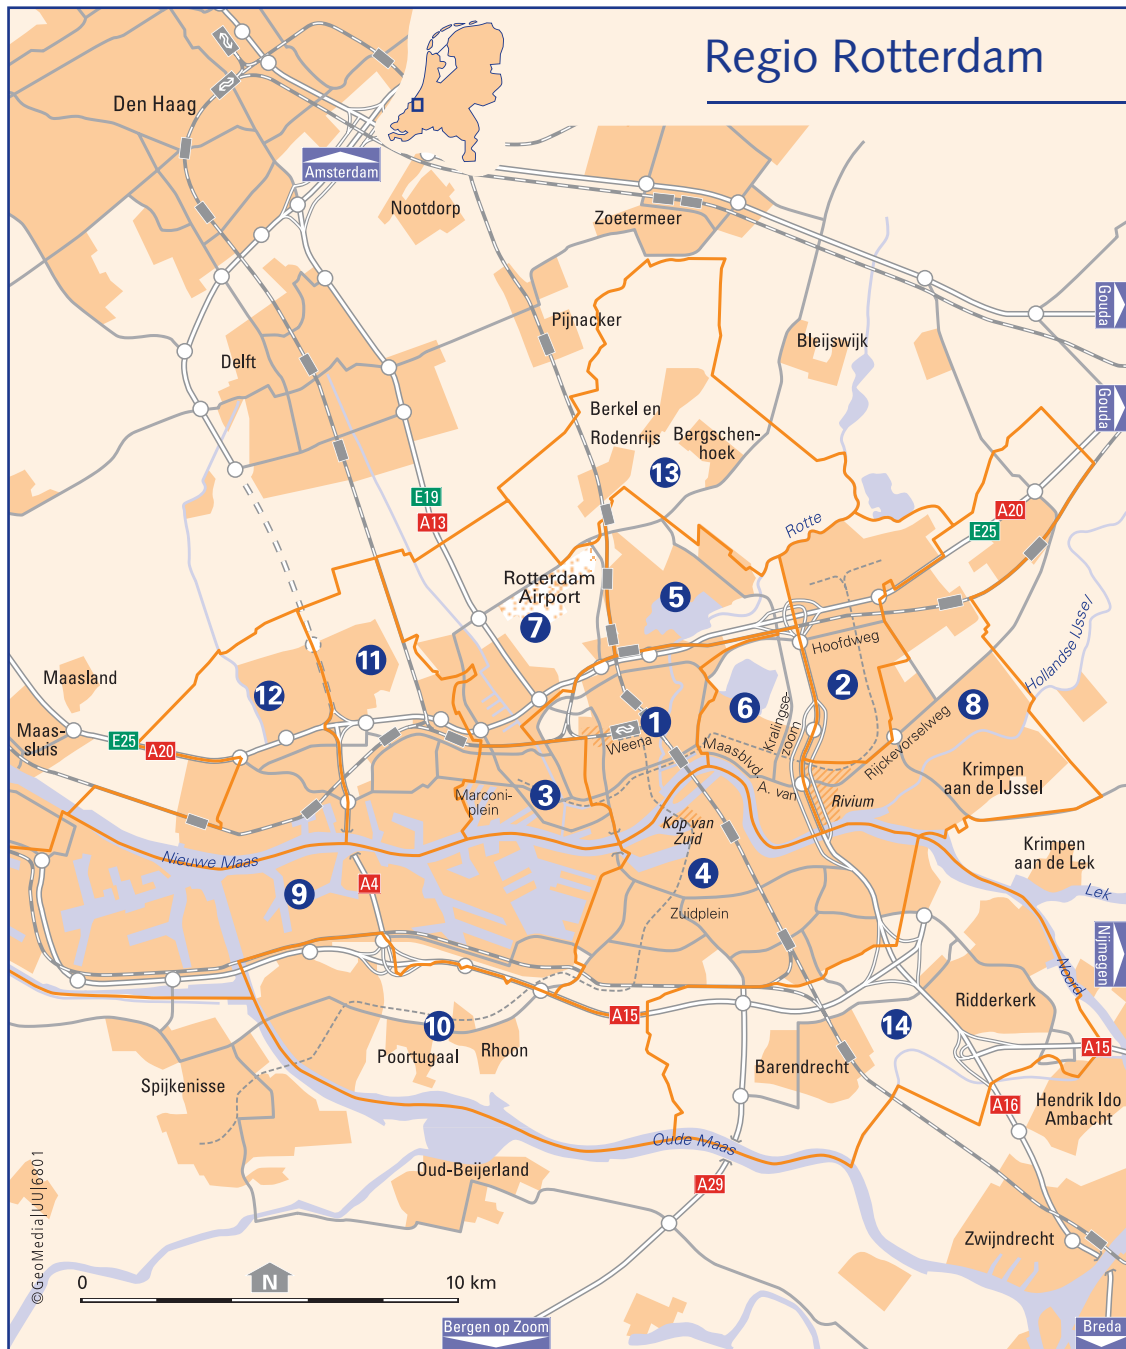 Regio Rotterdam
Den Haag
Amsterdam
Nootdorp
Zoetermeer
Gouda
Pijnacker
Bleijswijk
Delft
Gouda
Berkel en
Rodenrijs
Bergschen-
hoek
13
E19
A13
A20
E25
Rotte
Rotterdam
Airport
7
5
Hollandse IJssel
Hoofdweg
11
12
2
8
6
1
Maasland
Maas-
sluis
E25
A20
Weena
Kralingse-
zoom
Maasblvd.
A. van
Rijckevorselweg
Krimpen
aan de IJssel
Marconi-
plein
3
Rivium
Kop van
Zuid
Nieuwe Maas
4
Krimpen
aan de Lek
Lek
9
A4
Zuidplein
Nijmegen
Noord
Ridderkerk
10
A15
14
Poortugaal
Rhoon
Barendrecht
A15
Spijkenisse
A16
Hendrik Ido
Ambacht
Oude Maas
Oud-Beijerland
A29
Zwijndrecht
©GeoMedia|UU|6801
N
0
10 km
Bergen op Zoom
Breda